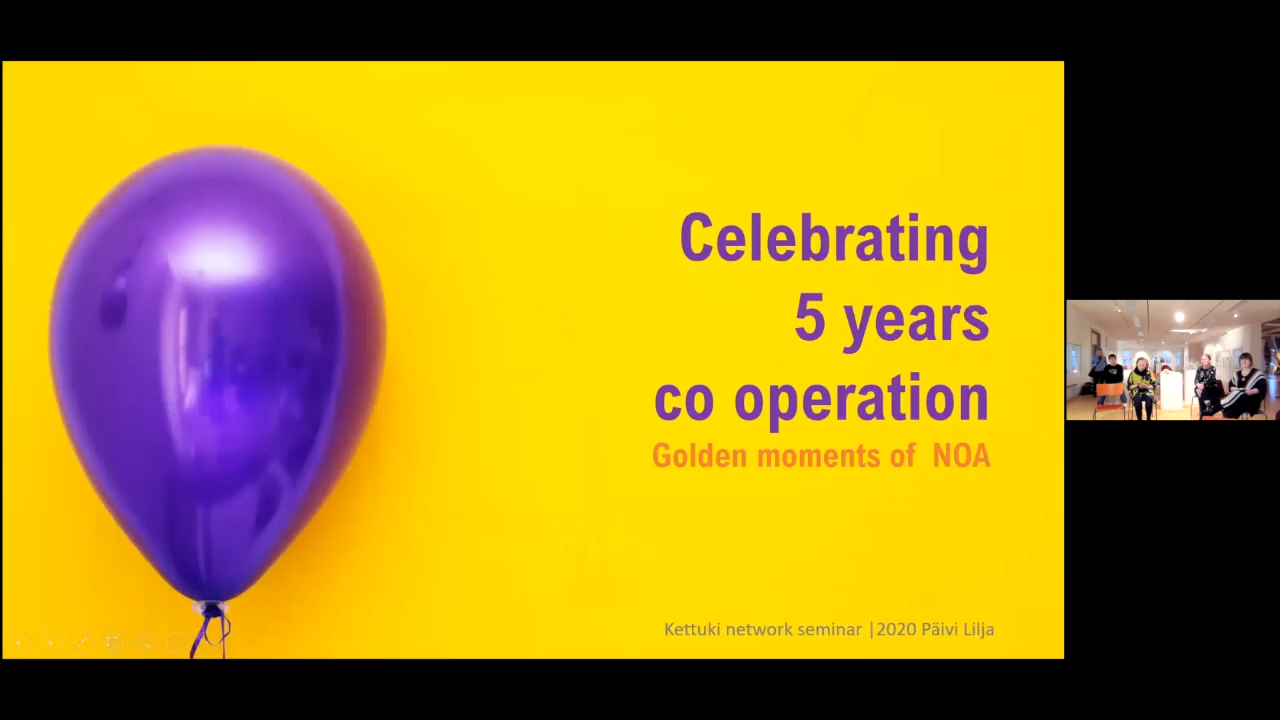 Celebrating
5 years
co operation
Golden moments of NOA
Kettuki network seminar |2020 Päivi Lilja